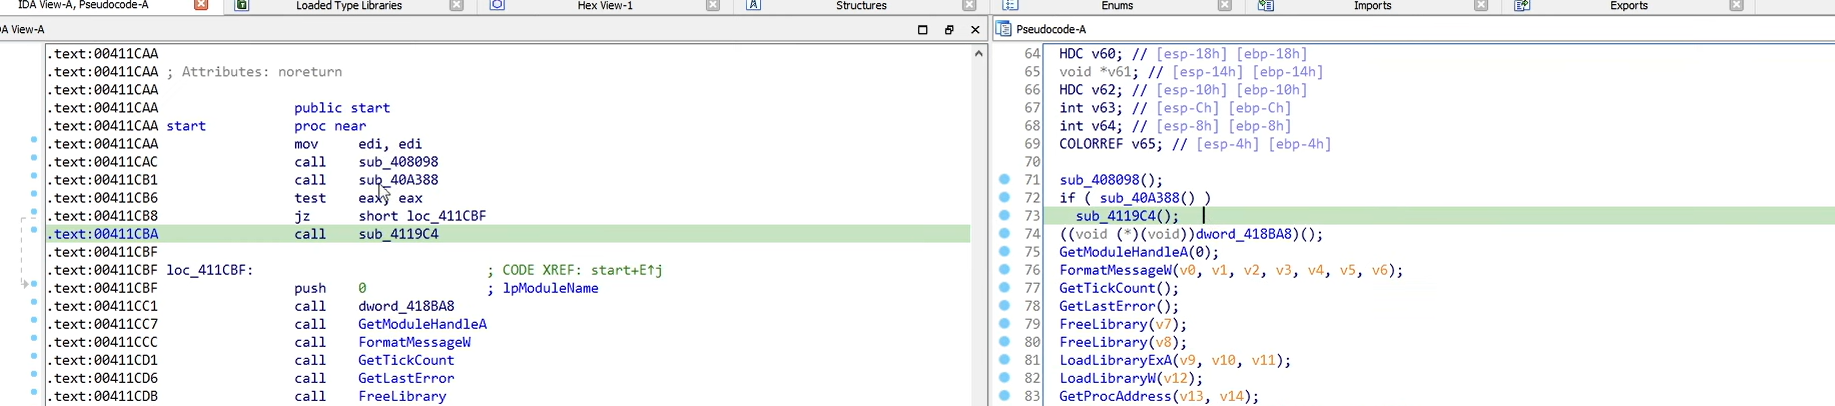 IDA View-A, Pseudocode-A
Local Type Libraries
Hex View-1
Structures
Enums
Imports
Exports
A View-A
.text:00411CAA
.text:00411CAA ; Attributes: noreturn
.text:00411CAA
.text:00411CAA public start
.text:00411CAA start proc near
.text:00411CAA mov edi, edi
.text:00411CAC call sub_408098
.text:00411CB1 call sub_40A388
.text:00411CB6 test eax, eax
.text:00411CB8 jz short loc_411CBF
.text:00411CBA call sub_4119C4
.text:00411CBF
.text:00411CBF loc_411CBF: ; CODE XREF: start+E↑j
.text:00411CBF push 0 ; lpModuleName
.text:00411CC1 call dword_418BA8
.text:00411CC7 call GetModuleHandleA
.text:00411CCC call FormatMessageW
.text:00411CD1 call GetTickCount
.text:00411CD6 call GetLastError
.text:00411CDB call FreeLibrary
Pseudocode-A
64 HDC v60; // [esp-18h] [ebp-18h]
65 void *v61; // [esp-14h] [ebp-14h]
66 HDC v62; // [esp-10h] [ebp-10h]
67 int v63; // [esp-Ch] [ebp-Ch]
68 int v64; // [esp-8h] [ebp-8h]
69 COLORREF v65; // [esp-4h] [ebp-4h]
70
71 sub_408098();
72 if ( sub_40A388() )
73 sub_4119C4();
74 ((void (*)(void))dword_418BA8)();
75 GetModuleHandleA(0);
76 FormatMessageW(v0, v1, v2, v3, v4, v5, v6);
77 GetTickCount();
78 GetLastError();
79 FreeLibrary(v7);
80 FreeLibrary(v8);
81 LoadLibraryExA(v9, v10, v11);
82 LoadLibraryW(v12);
83 GetProcAddress(v13, v14);